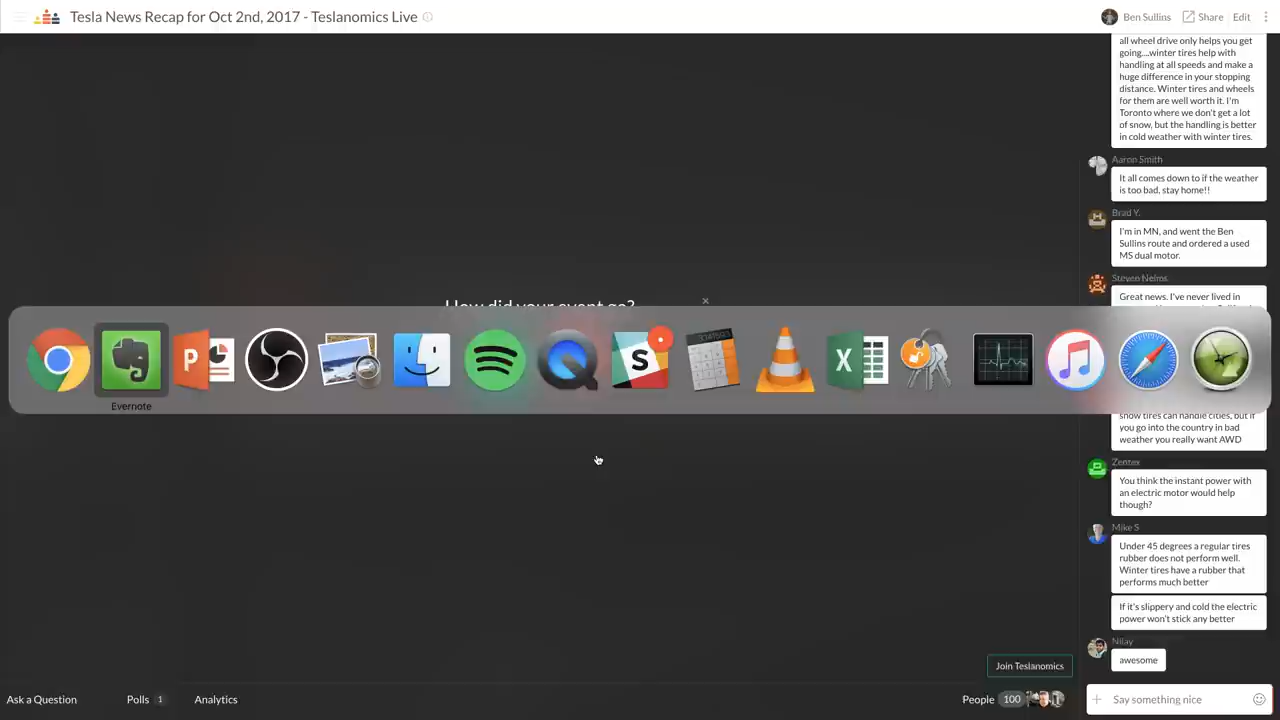 Tesla News Recap for Oct 2nd, 2017 - Teslanomics Live
Ben Sullins
Share
Edit
all wheel drive only helps you get
going....winter tires help with
handling at all speeds and make a
huge difference in your stopping
distance. Winter tires and wheels
for them are well worth it. I'm
Toronto where we don't get a lot
of snow, but the handling is better
in cold weather with winter tires.
Aaron Smith
It all comes down to if the weather
is too bad, stay home!!
Brad Y.
I'm in MN, and went the Ben
Sullins route and ordered a used
MS dual motor.
Steven Nelms
Great news. I've never lived in
How did your event go?
Evernote
snow tires can handle cities, but if
you go into the country in bad
weather you really want AWD
Zentex
You think the instant power with
an electric motor would help
though?
Mike S
Under 45 degrees a regular tires
rubber does not perform well.
Winter tires have a rubber that
performs much better
If it's slippery and cold the electric
power won't stick any better
Nilay
awesome
Join Teslanomics
Ask a Question
Polls 1
Analytics
People 100
Say something nice